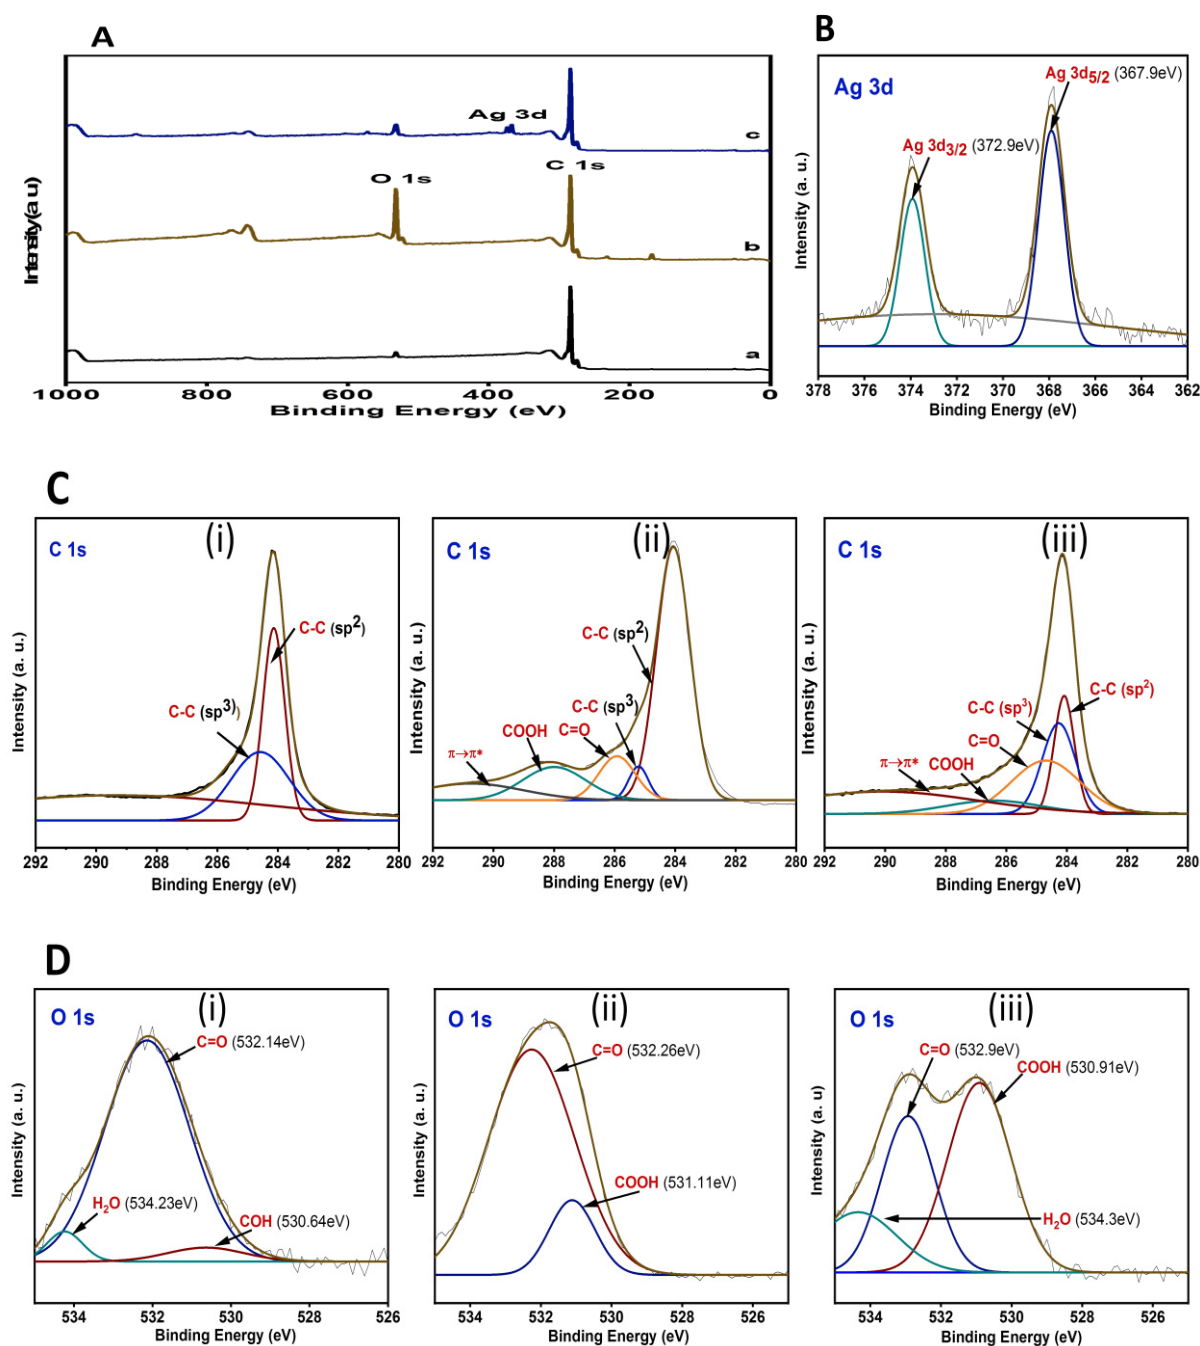 A
Ag 3d
c
O 1s
C 1s
b
a
Intensity(a u)
1000 800 600 400 200 0
Binding Energy (eV)
B
Ag 3d
Ag 3d5/2 (367.9eV)
Ag 3d3/2 (372.9eV)
Intensity (a. u.)
378 376 374 372 370 368 366 364 362
Binding Energy (eV)
C
(i)
C 1s
C-C (sp2)
C-C (sp3)
Intensity (a. u.)
292 290 288 286 284 282 280
Binding Energy (eV)
(ii)
C 1s
C-C (sp2)
C-C (sp3)
C=O
COOH
π→π*
Intensity (a. u.)
292 290 288 286 284 282 280
Binding Energy (eV)
(iii)
C 1s
C-C (sp2)
C-C (sp3)
C=O
COOH
π→π*
Intensity (a. u.)
292 290 288 286 284 282 280
Binding Energy (eV)
D
(i)
O 1s
C=O (532.14eV)
H2O (534.23eV)
COH (530.64eV)
Intensity (a. u.)
534 532 530 528 526
Binding Energy (eV)
(ii)
O 1s
C=O (532.26eV)
COOH (531.11eV)
Intensity (a. u.)
534 532 530 528 526
Binding Energy (eV)
(iii)
O 1s
C=O (532.9eV)
COOH (530.91eV)
H2O (534.3eV)
Intensity (a. u.)
534 532 530 528 526
Binding Energy (eV)